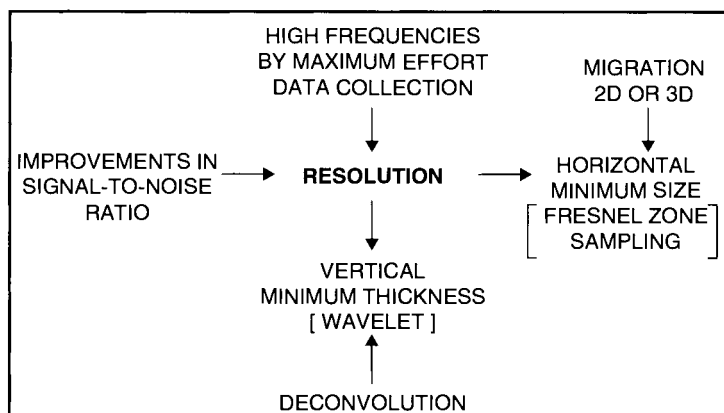 HIGH FREQUENCIES
BY MAXIMUM EFFORT
DATA COLLECTION
MIGRATION
2D OR 3D
IMPROVEMENTS IN
SIGNAL-TO-NOISE
RATIO
RESOLUTION
HORIZONTAL
MINIMUM SIZE
[ FRESNEL ZONE
SAMPLING ]
VERTICAL
MINIMUM THICKNESS
[ WAVELET ]
DECONVOLUTION